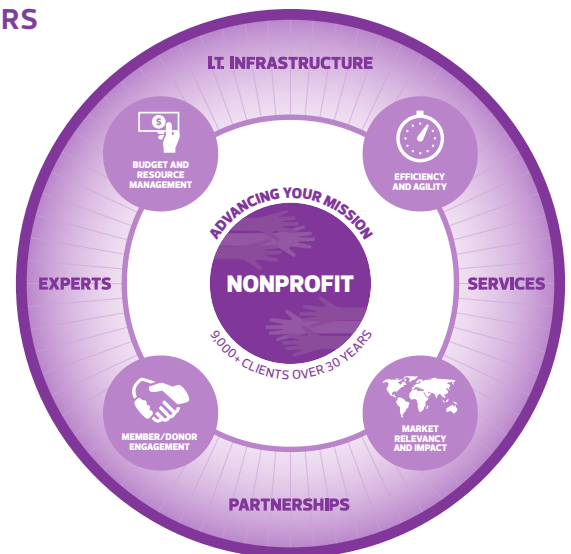 RS
I.T. INFRASTRUCTURE
$
BUDGET AND
RESOURCE
MANAGEMENT
EFFICIENCY
AND AGILITY
ADVANCING YOUR MISSION
NONPROFIT
9,000+ CLIENTS OVER 30 YEARS
EXPERTS
SERVICES
MEMBER/DONOR
ENGAGEMENT
MARKET
RELEVANCY
AND IMPACT
PARTNERSHIPS